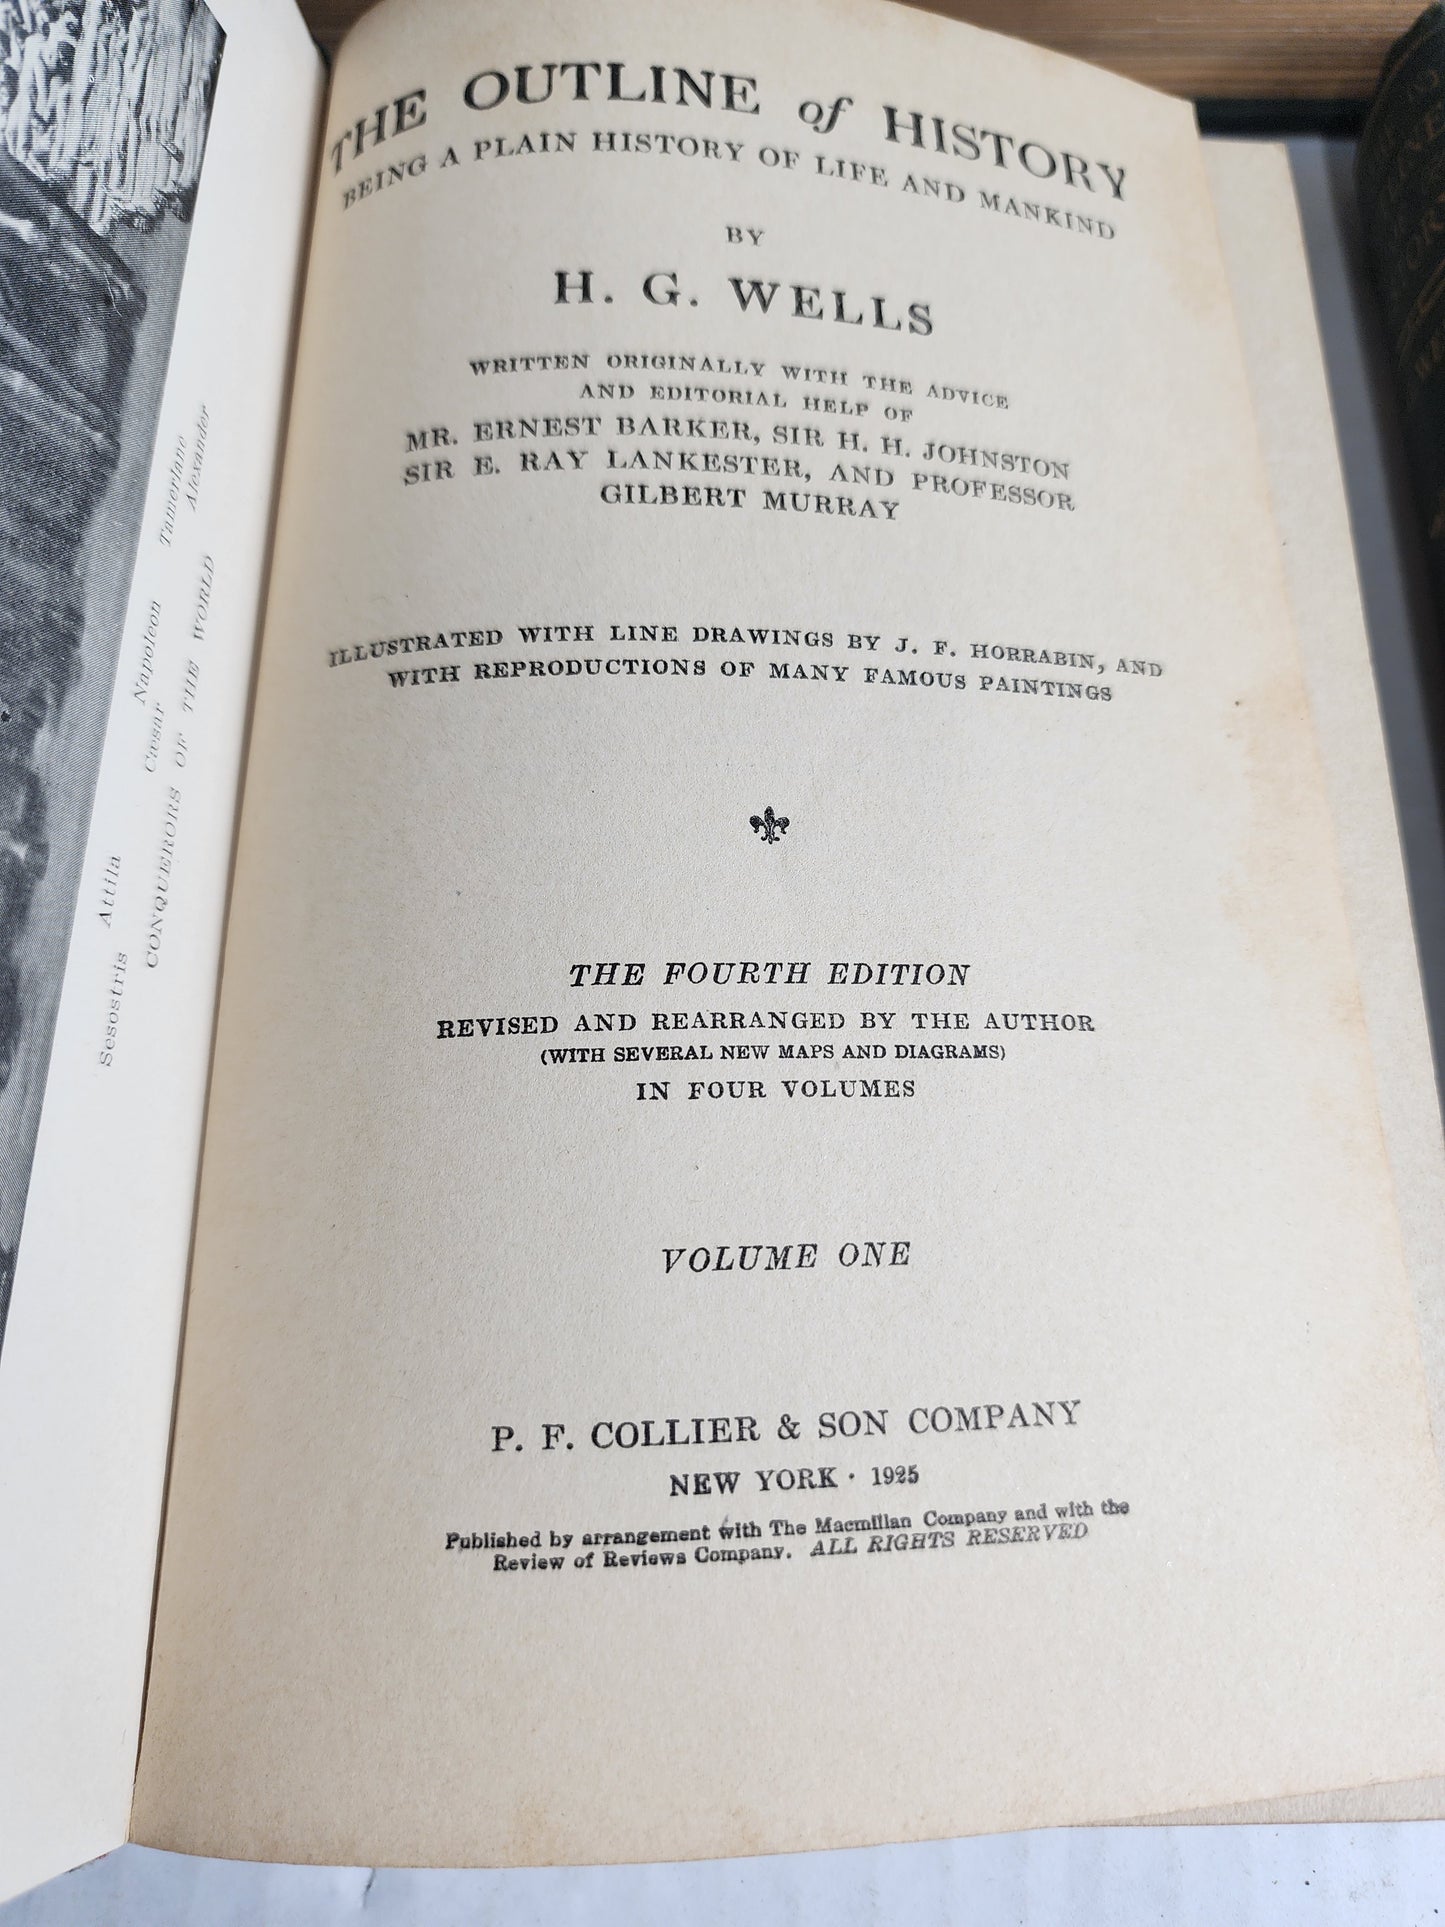 THE OUTLINE of HISTORY
BEING A PLAIN HISTORY OF LIFE AND MANKIND
BY
H. G. WELLS
WRITTEN ORIGINALLY WITH THE ADVICE
AND EDITORIAL HELP OF
MR. ERNEST BARKER, SIR H. H. JOHNSTON
SIR E. RAY LANKESTER, AND PROFESSOR
GILBERT MURRAY
ILLUSTRATED WITH LINE DRAWINGS BY J. F. HORRABIN, AND
WITH REPRODUCTIONS OF MANY FAMOUS PAINTINGS
THE FOURTH EDITION
REVISED AND REARRANGED BY THE AUTHOR
(WITH SEVERAL NEW MAPS AND DIAGRAMS)
IN FOUR VOLUMES
VOLUME ONE
P. F. COLLIER & SON COMPANY
NEW YORK · 1925
Published by arrangement with The Macmillan Company and with the
Review of Reviews Company. ALL RIGHTS RESERVED
Sesostris Attila Cæsar Napoleon Tamerlane Alexander
CONQUERORS OF THE WORLD